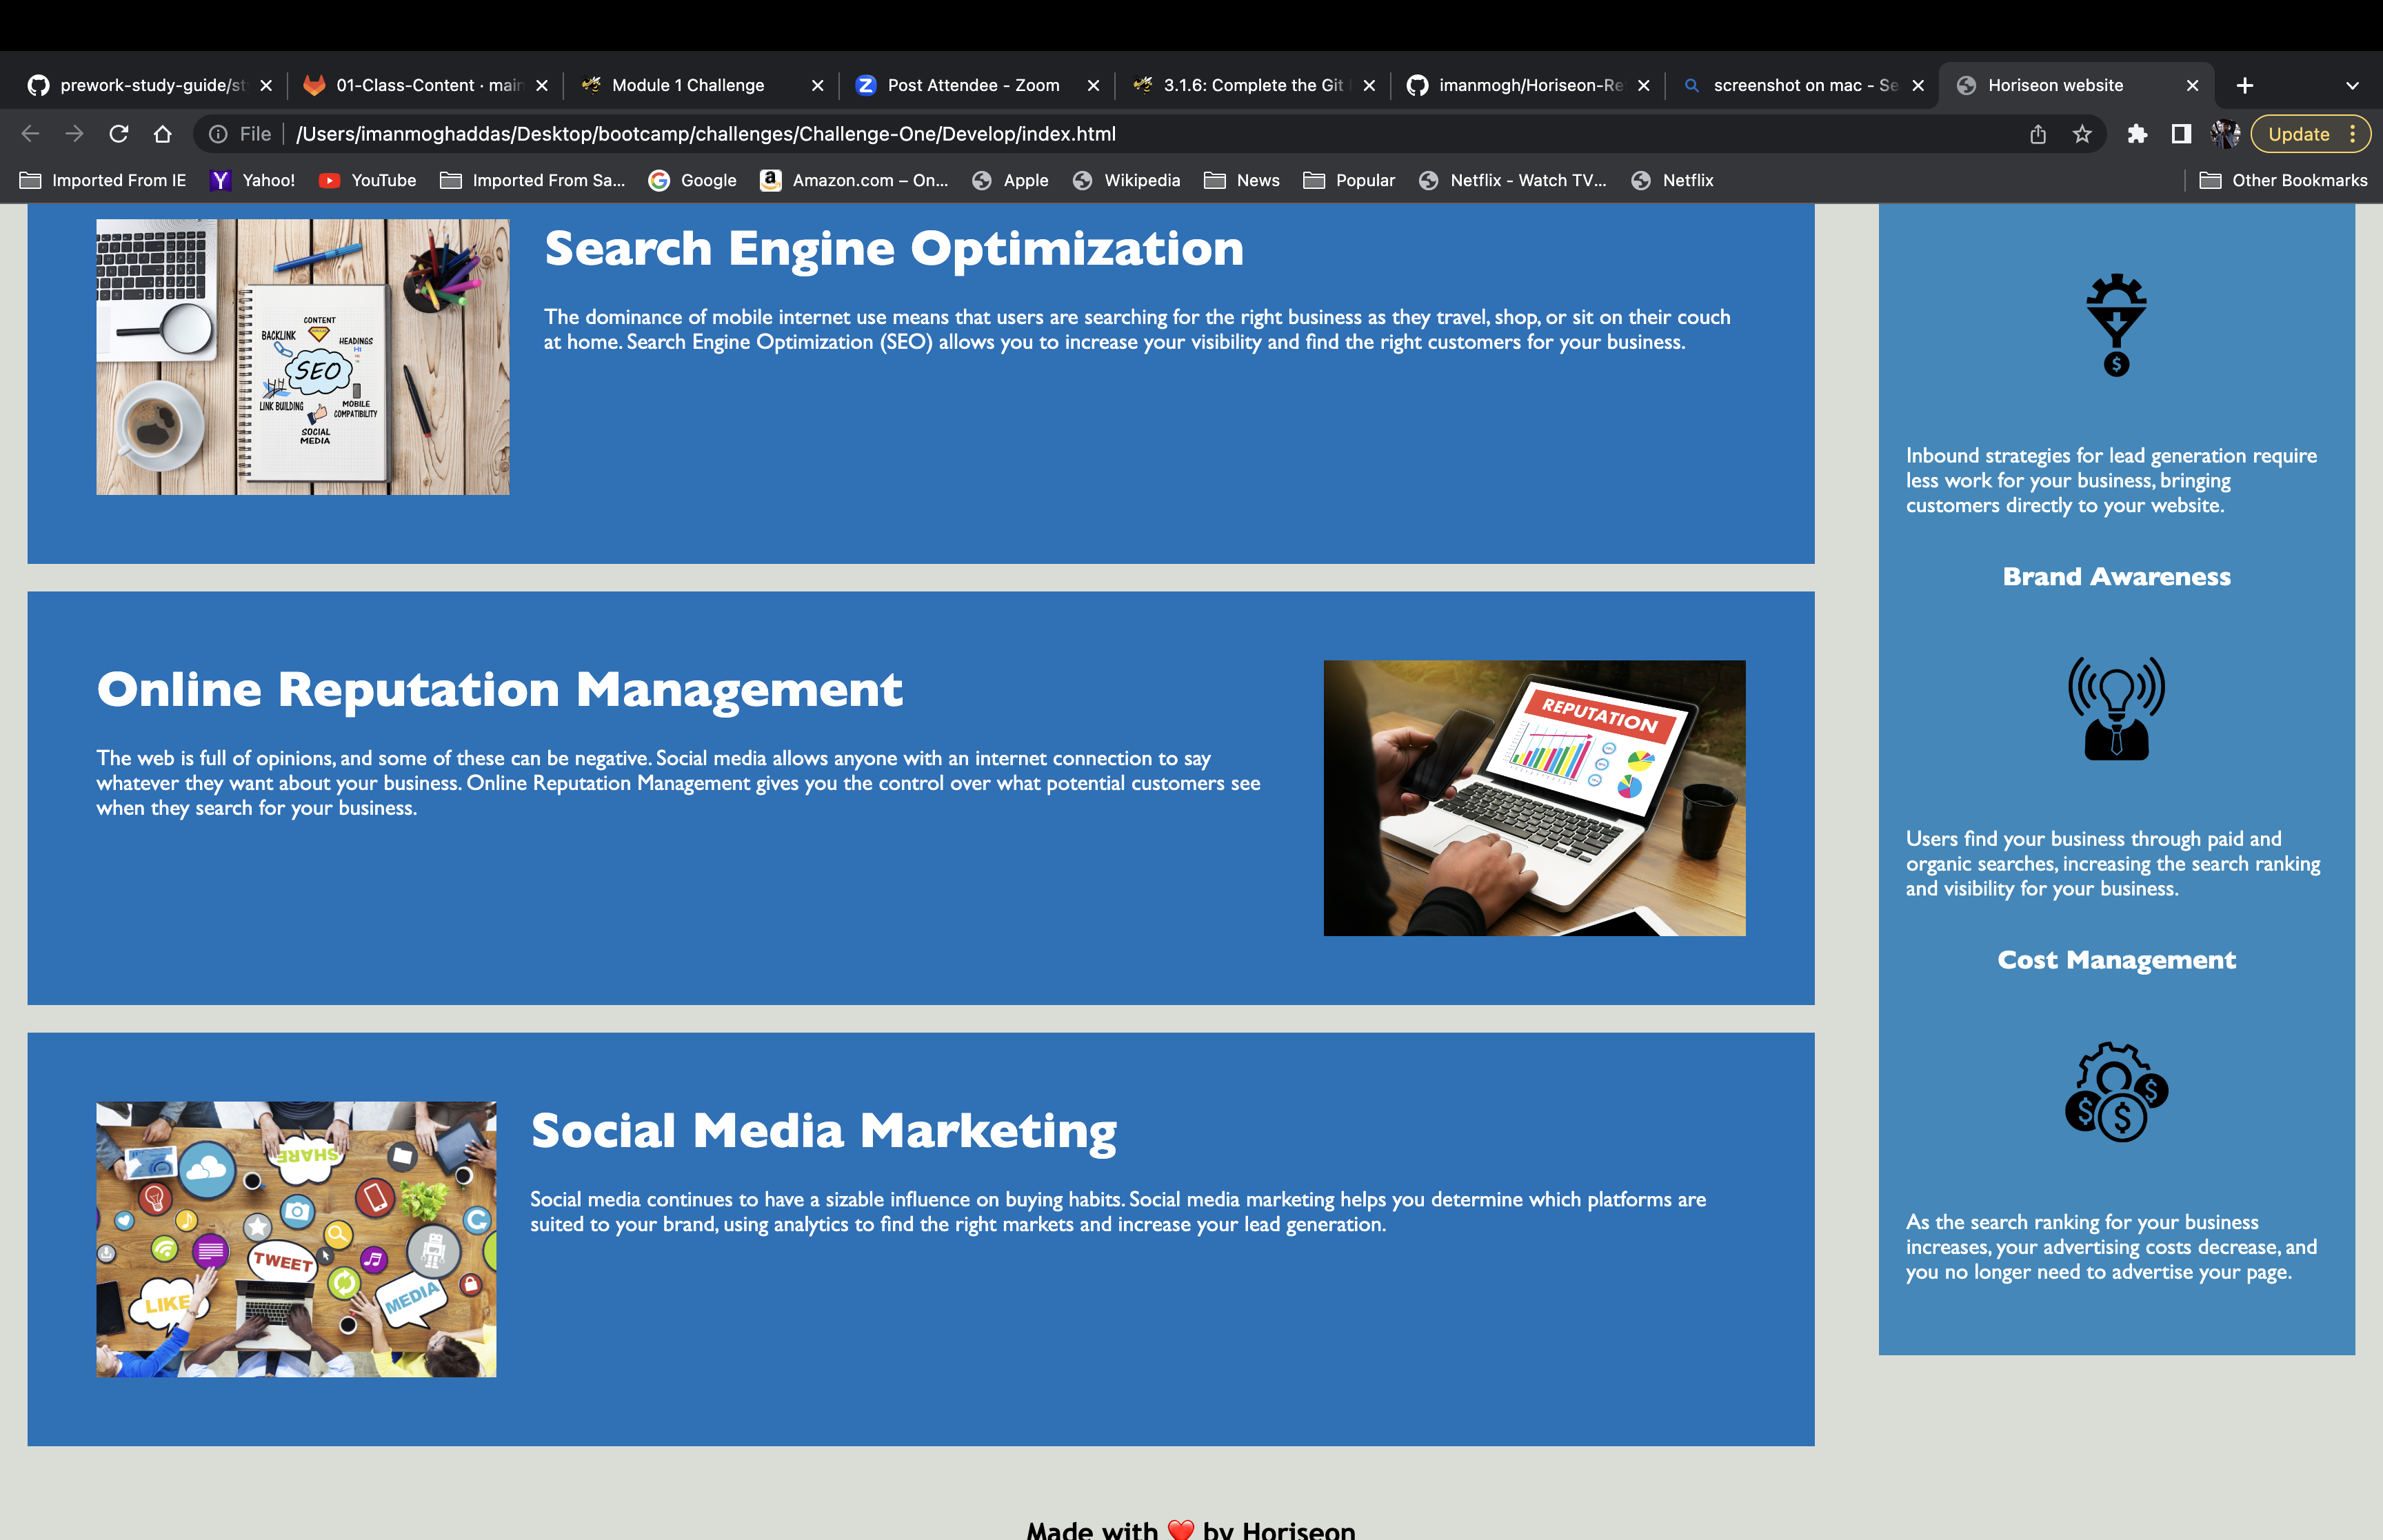 prework-study-guide/st
01-Class-Content · main
Module 1 Challenge
Post Attendee - Zoom
3.1.6: Complete the Git
imanmogh/Horiseon-Re
screenshot on mac - Se
Horiseon website
File
/Users/imanmoghaddas/Desktop/bootcamp/challenges/Challenge-One/Develop/index.html
Update
Imported From IE
Yahoo!
YouTube
Imported From Sa...
Google
Amazon.com – On...
Apple
Wikipedia
News
Popular
Netflix - Watch TV...
Netflix
Other Bookmarks
CONTENT
BACKLINK
HEADINGS
H1
SEO
LINK BUILDING
MOBILE
COMPATIBILITY
SOCIAL
MEDIA
Search Engine Optimization
The dominance of mobile internet use means that users are searching for the right business as they travel, shop, or sit on their couch
at home. Search Engine Optimization (SEO) allows you to increase your visibility and find the right customers for your business.
Online Reputation Management
The web is full of opinions, and some of these can be negative. Social media allows anyone with an internet connection to say
whatever they want about your business. Online Reputation Management gives you the control over what potential customers see
when they search for your business.
REPUTATION
SHARE
TWEET
LIKE
MEDIA
Social Media Marketing
Social media continues to have a sizable influence on buying habits. Social media marketing helps you determine which platforms are
suited to your brand, using analytics to find the right markets and increase your lead generation.
$
Inbound strategies for lead generation require
less work for your business, bringing
customers directly to your website.
Brand Awareness
Users find your business through paid and
organic searches, increasing the search ranking
and visibility for your business.
Cost Management
$ $ $
As the search ranking for your business
increases, your advertising costs decrease, and
you no longer need to advertise your page.
Made with ❤️ by Horiseon